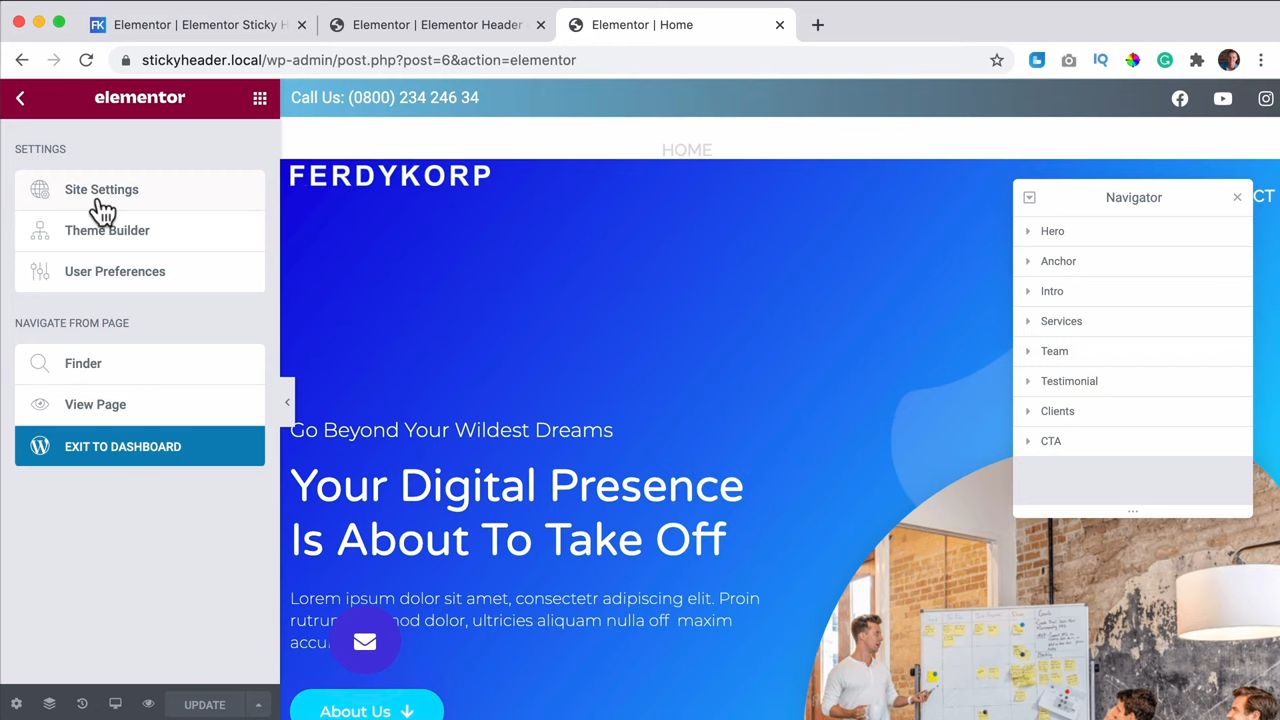 FK Elementor | Elementor Sticky H
Elementor | Elementor Header
Elementor | Home
stickyheader.local/wp-admin/post.php?post=6&action=elementor
IQ
elementor
Call Us: (0800) 234 246 34
SETTINGS
Site Settings
Theme Builder
User Preferences
NAVIGATE FROM PAGE
Finder
View Page
EXIT TO DASHBOARD
UPDATE
HOME
FERDYKORP
CT
Navigator
Hero
Anchor
Intro
Services
Team
Testimonial
Clients
CTA
Go Beyond Your Wildest Dreams
Your Digital Presence
Is About To Take Off
Lorem ipsum dolor sit amet, consectetr adipiscing elit. Proin
rutrum mod dolor, ultricies aliquam nulla off maxim
accu
About Us